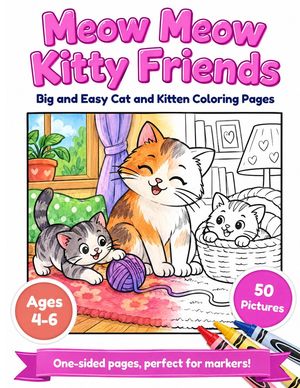 Meow Meow
Kitty Friends
Big and Easy Cat and Kitten Coloring Pages
Ages
4-6
50
Pictures
One-sided pages, perfect for markers!